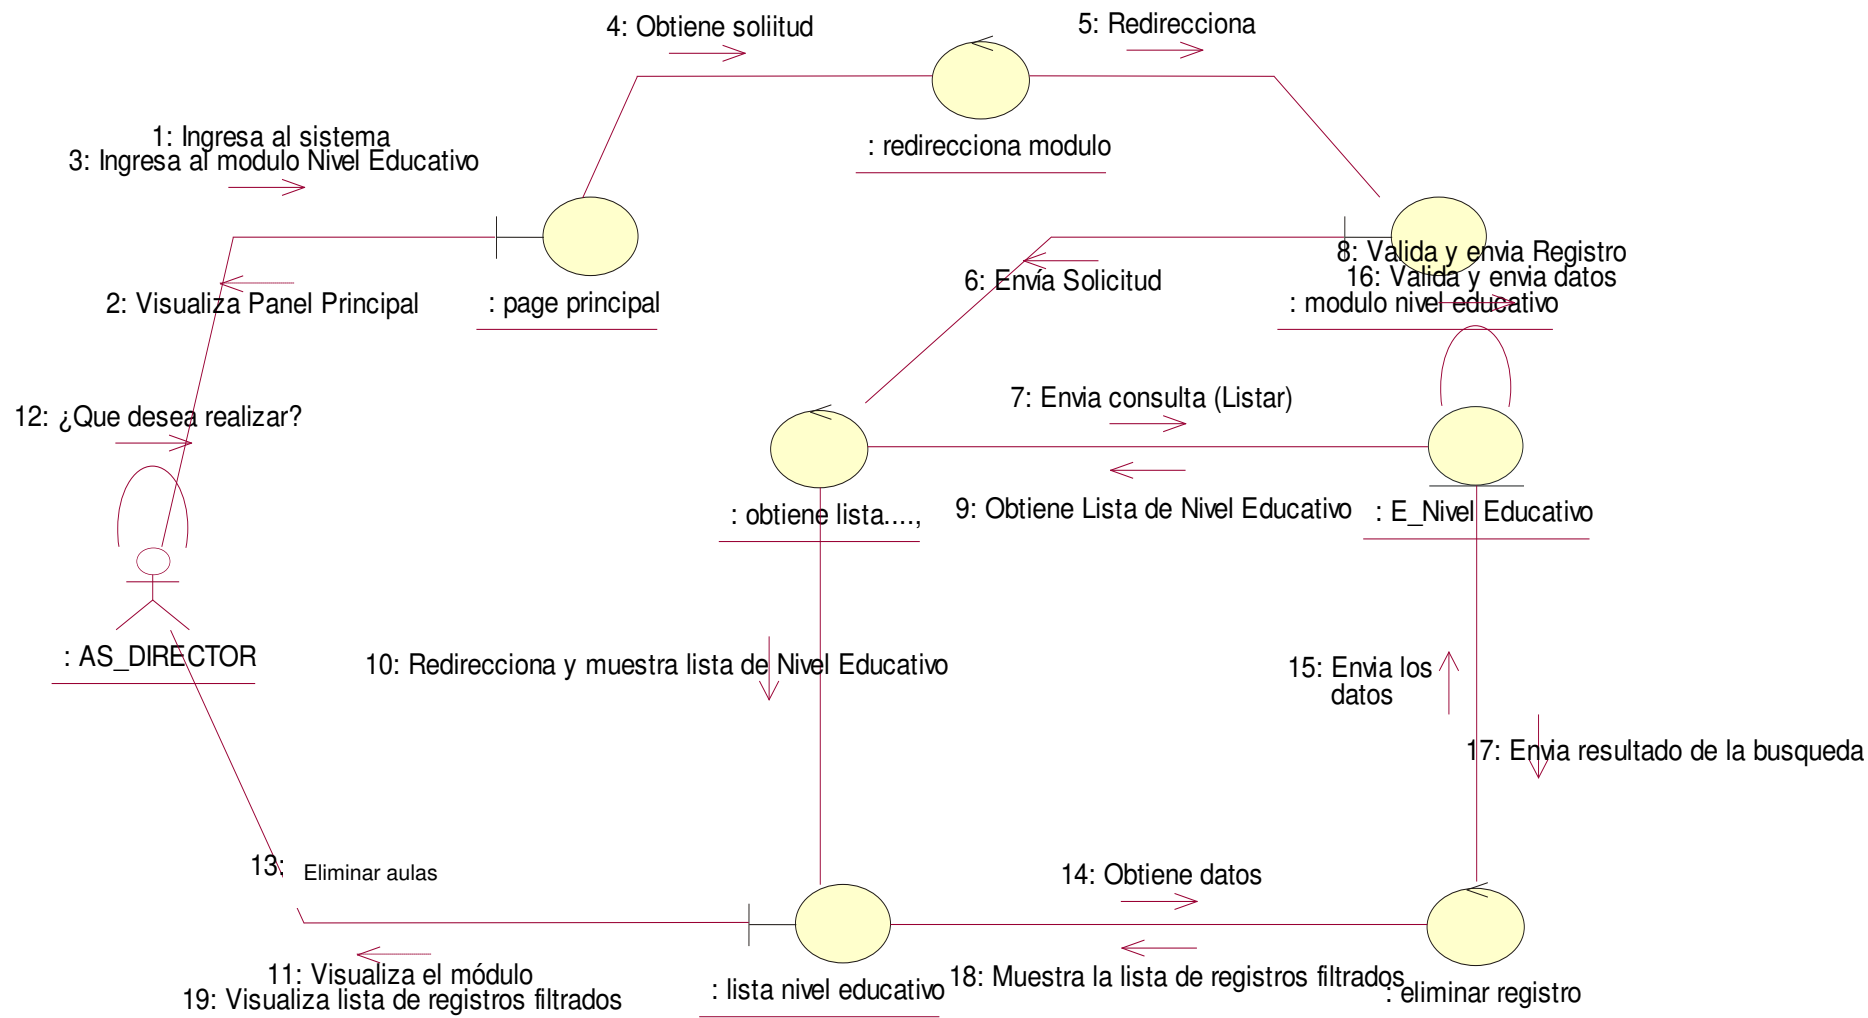 4: Obtiene soliitud
5: Redirecciona
1: Ingresa al sistema
3: Ingresa al modulo Nivel Educativo
: redirecciona modulo
2: Visualiza Panel Principal
: page principal
6: Envía Solicitud
8: Valida y envia Registro
16: Valida y envia datos
: modulo nivel educativo
12: ¿Que desea realizar?
7: Envia consulta (Listar)
: obtiene lista....,
9: Obtiene Lista de Nivel Educativo
: E_Nivel Educativo
: AS_DIRECTOR
10: Redirecciona y muestra lista de Nivel Educativo
15: Envia los
datos
17: Envia resultado de la busqueda
13: Eliminar aulas
14: Obtiene datos
11: Visualiza el módulo
19: Visualiza lista de registros filtrados
: lista nivel educativo
18: Muestra la lista de registros filtrados
: eliminar registro